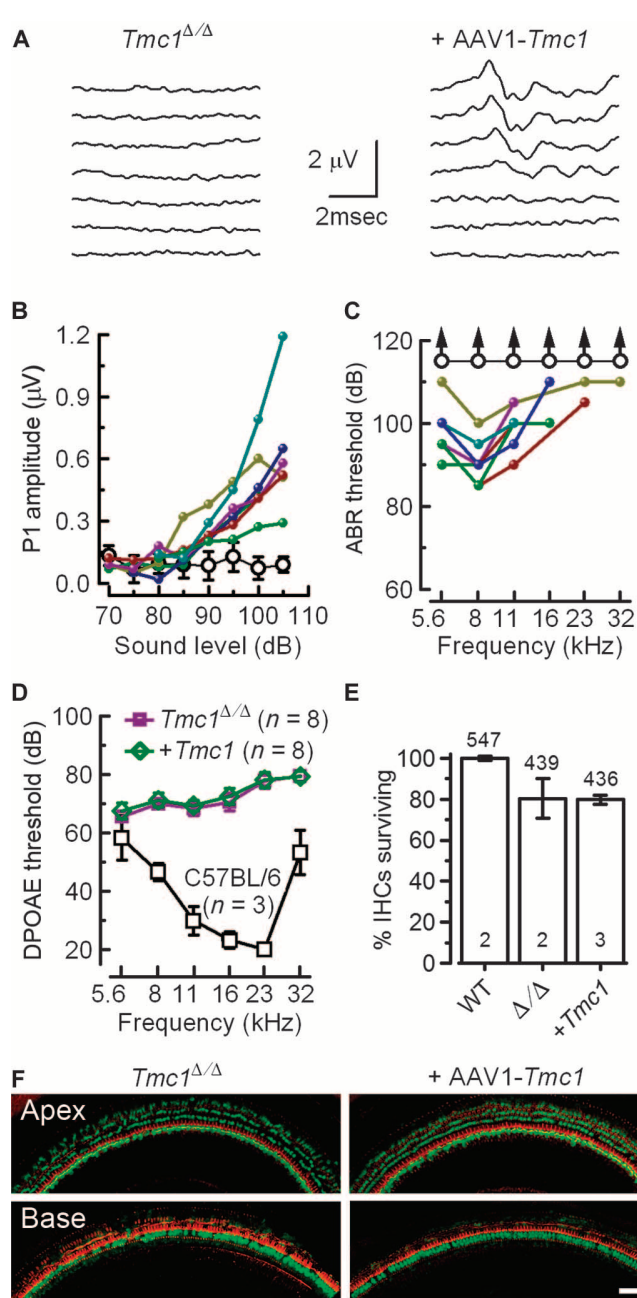 A
Tmc1Δ/Δ
+ AAV1-Tmc1
2 μV
2msec
B
P1 amplitude (μV)
1.2
0.9
0.6
0.3
0.0
70 80 90 100 110
Sound level (dB)
C
ABR threshold (dB)
120
100
80
60
5.6 8 11 16 23 32
Frequency (kHz)
D
DPOAE threshold (dB)
100
80
60
40
20
Tmc1Δ/Δ (n = 8)
+Tmc1 (n = 8)
C57BL/6
(n = 3)
5.6 8 11 16 23 32
Frequency (kHz)
E
% IHCs surviving
100
80
60
40
20
0
547
439
436
2 2 3
WT
Δ/Δ
+Tmc1
F
Tmc1Δ/Δ
+ AAV1-Tmc1
Apex
Base